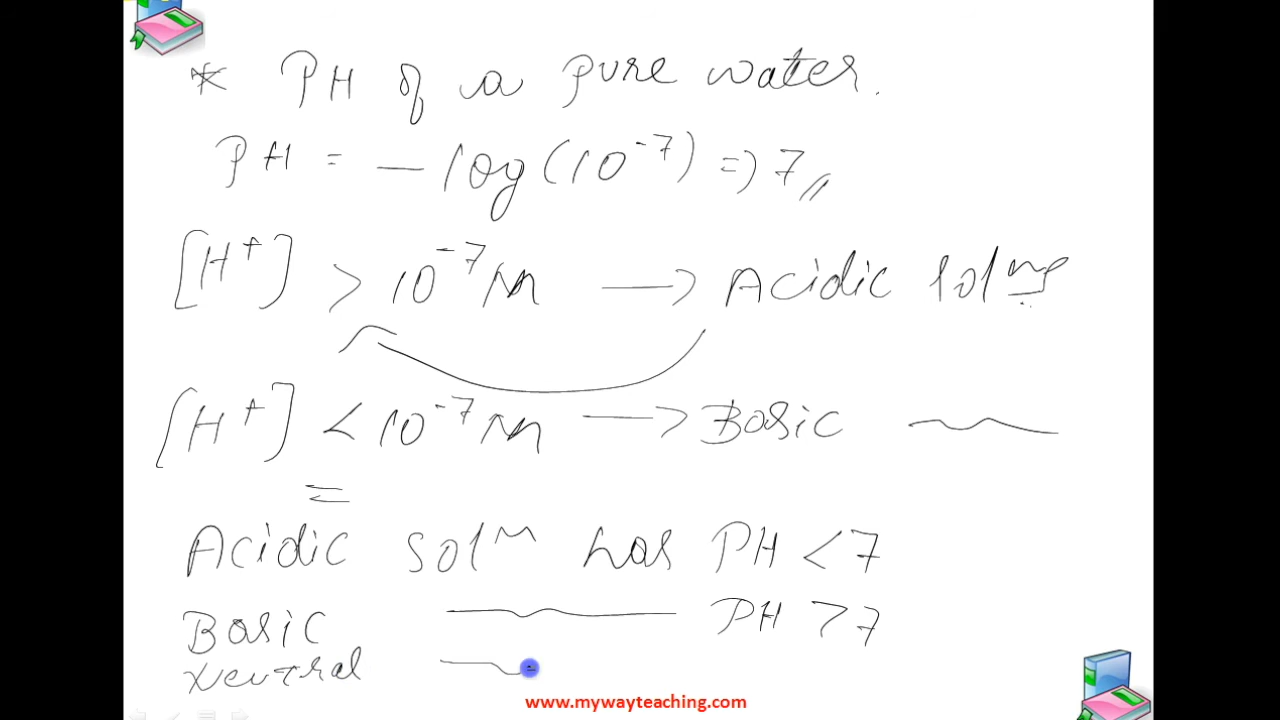 * PH of a pure water.
PH = - log(10⁻⁷) => 7
[H⁺] > 10⁻⁷ M → Acidic solⁿˢ
[H⁺] < 10⁻⁷ M → Basic
Acidic solⁿ has PH < 7
Basic PH > 7
Neutral
www.mywayteaching.com